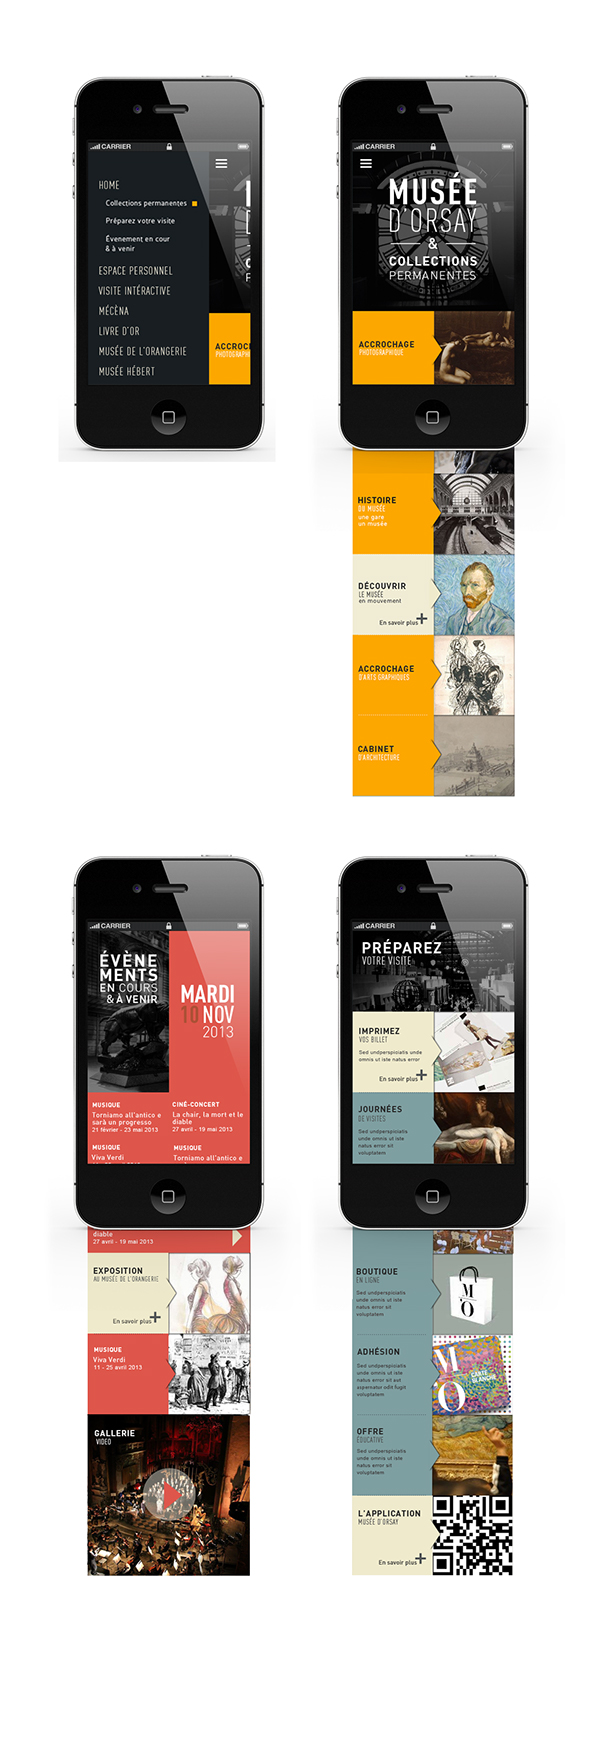 CARRIER
HOME
Collections permanentes
Préparez votre visite
Évenement en cour
& à venir
ESPACE PERSONNEL
VISITE INTÉRACTIVE
MÉCÈNA
LIVRE D'OR
MUSÉE DE L'ORANGERIE
MUSÉE HÉBERT
ACCROCH
PHOTOGRAPHIQ
CARRIER
MUSÉE
D'ORSAY
&
COLLECTIONS
PERMANENTES
ACCROCHAGE
PHOTOGRAPHIQUE
HISTOIRE
DU MUSÉE
une gare
un musée
DÉCOUVRIR
LE MUSÉE
en mouvement
En savoir plus +
ACCROCHAGE
D'ARTS GRAPHIQUES
CABINET
D'ARCHITECTURE
CARRIER
ÉVÈNE
MENTS
EN COURS
& À VENIR
MARDI
10 NOV
2013
MUSIQUE
Torniamo all'antico e
sarà un progresso
21 février - 23 mai 2013
CINÉ-CONCERT
La chair, la mort et le
diable
27 avril - 19 mai 2013
MUSIQUE
Viva Verdi
11 - 25 avril 2013
MUSIQUE
Torniamo all'antico e
diable
27 avril - 19 mai 2013
EXPOSITION
AU MUSÉE DE L'ORANGERIE
En savoir plus +
MUSIQUE
Viva Verdi
11 - 25 avril 2013
GALLERIE
VIDEO
CARRIER
PRÉPAREZ
VOTRE VISITE
IMPRIMEZ
VOS BILLET
Sed undperspiciatis unde
omnis ut iste natus error
En savoir plus +
JOURNÉES
DE VISITES
Sed undperspiciatis
unde omnis ut iste
natus error sit
voluptatem
BOUTIQUE
EN LIGNE
Sed undperspiciatis
unde omnis ut iste
natus error sit
voluptatem
M
O
ADHÉSION
Sed undperspiciatis
unde omnis ut iste
natus error sit aut
aspernatur odit fugit
voluptatem
M
O
CARTE
BLANCHE
OFFRE
ÉDUCATIVE
Sed undperspiciatis
unde omnis ut iste
natus error sit
voluptatem
L'APPLICATION
MUSÉE D'ORSAY
En savoir plus +